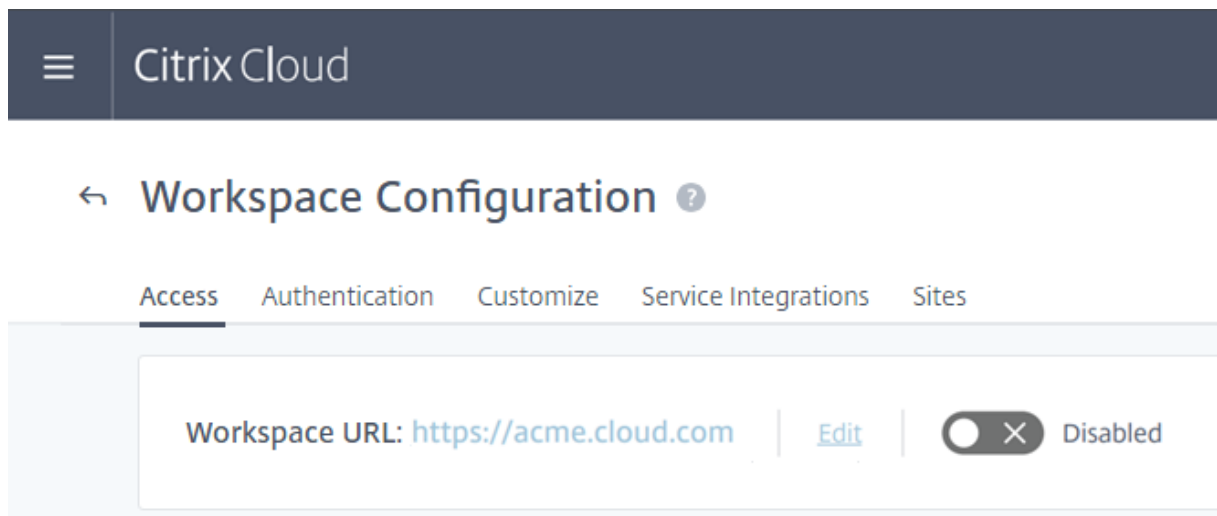 Citrix Cloud
Workspace Configuration ?
Access Authentication Customize Service Integrations Sites
Workspace URL: https://acme.cloud.com Edit Disabled